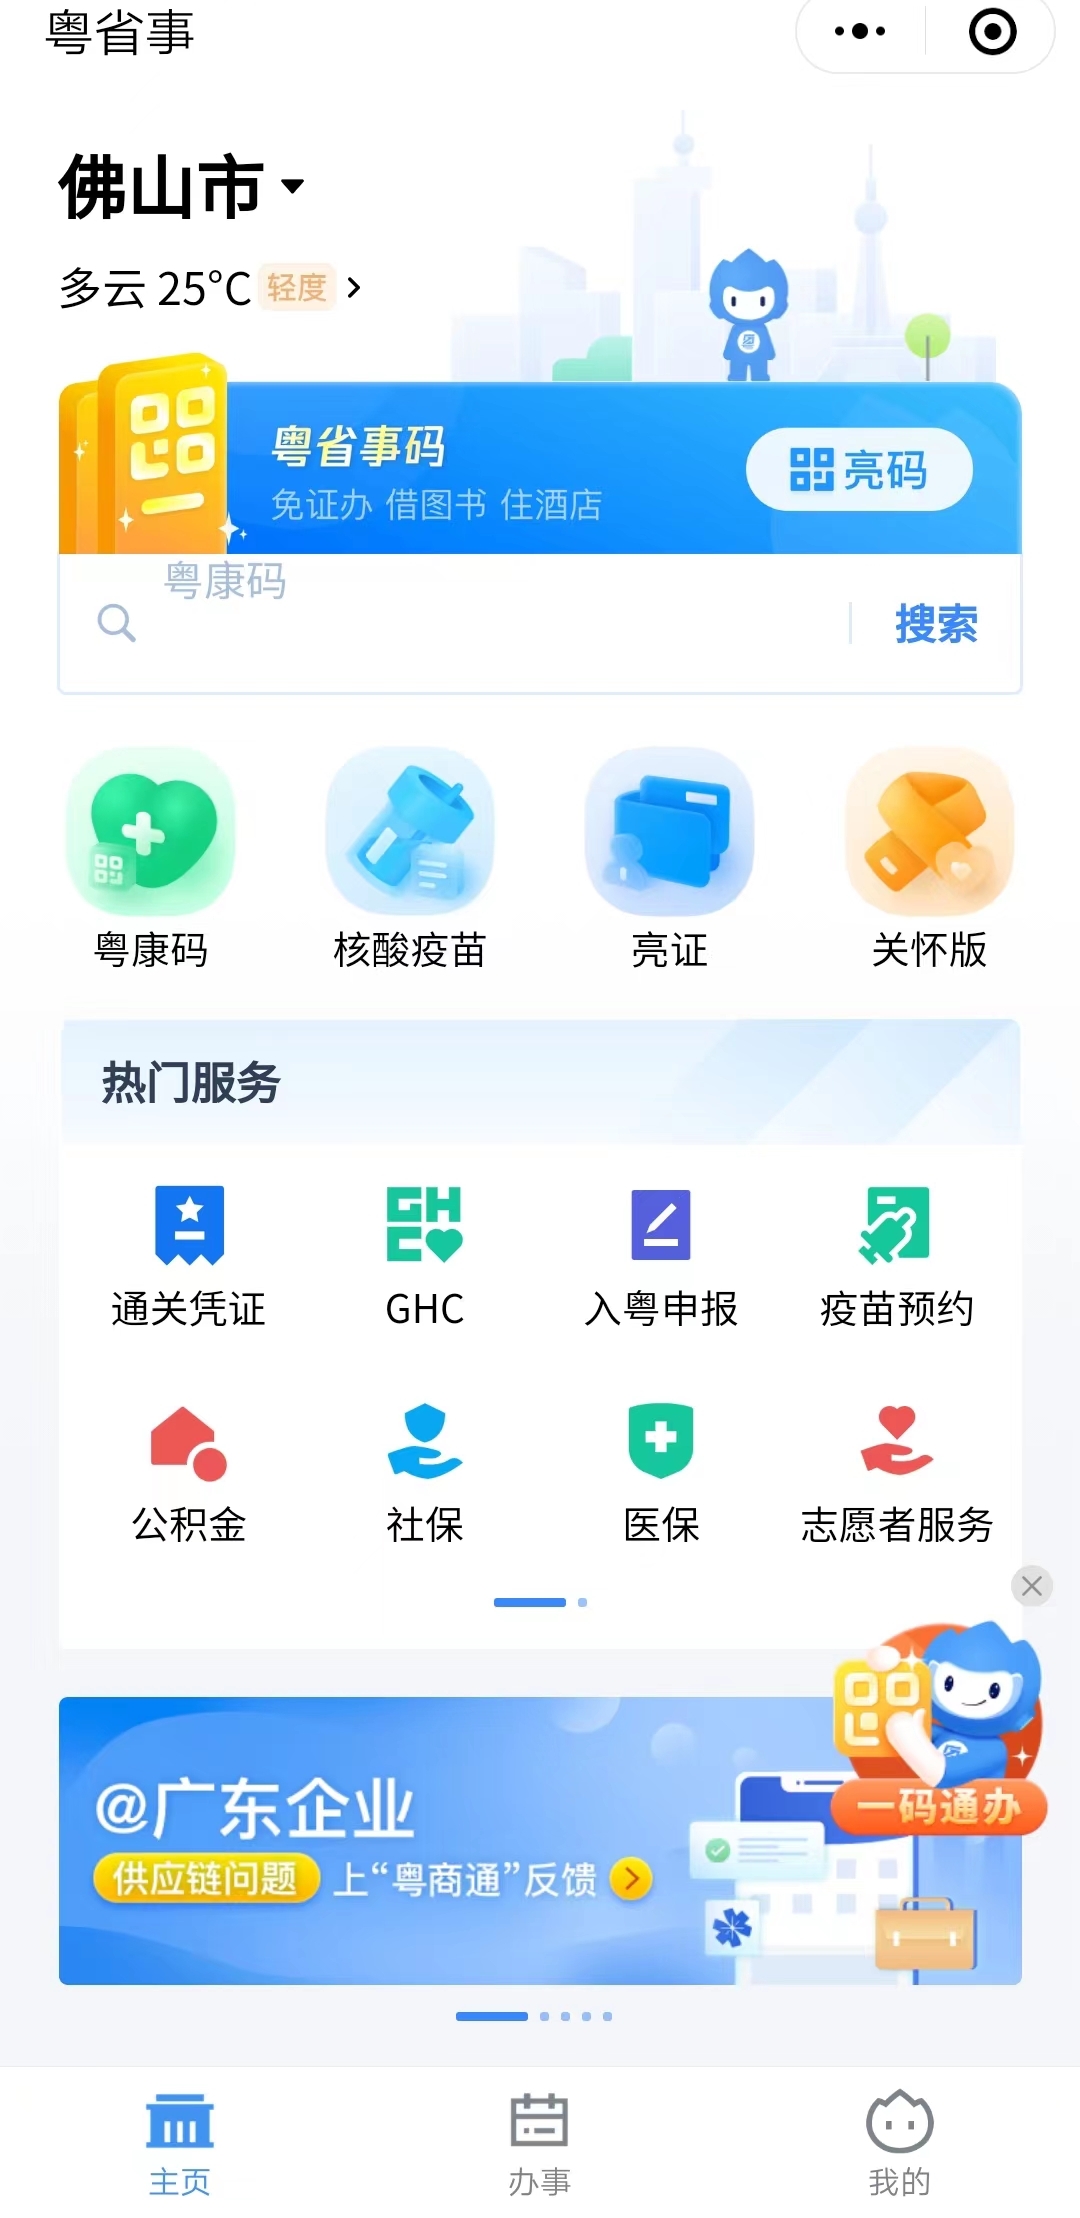 粤省事
佛山市
多云 25°C 轻度
粤省事码
免证办 借图书 住酒店
亮码
粤康码
搜索
粤康码
核酸疫苗
亮证
关怀版
热门服务
通关凭证
GHC
入粤申报
疫苗预约
公积金
社保
医保
志愿者服务
@广东企业
供应链问题 上“粤商通”反馈
一码通办
主页
办事
我的